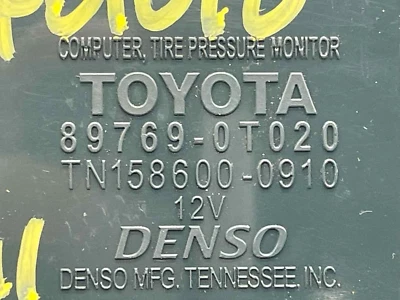 COMPUTER, TIRE PRESSURE MONITOR
TOYOTA
89769-0T020
TN158600-0910
12V
DENSO
DENSO MFG. TENNESSEE, INC.